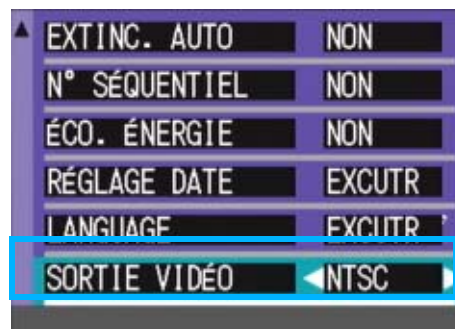 EXTINC. AUTO NON
N° SÉQUENTIEL NON
ÉCO. ÉNERGIE NON
RÉGLAGE DATE EXCUTR
LANGUAGE EXCUTR
SORTIE VIDÉO NTSC